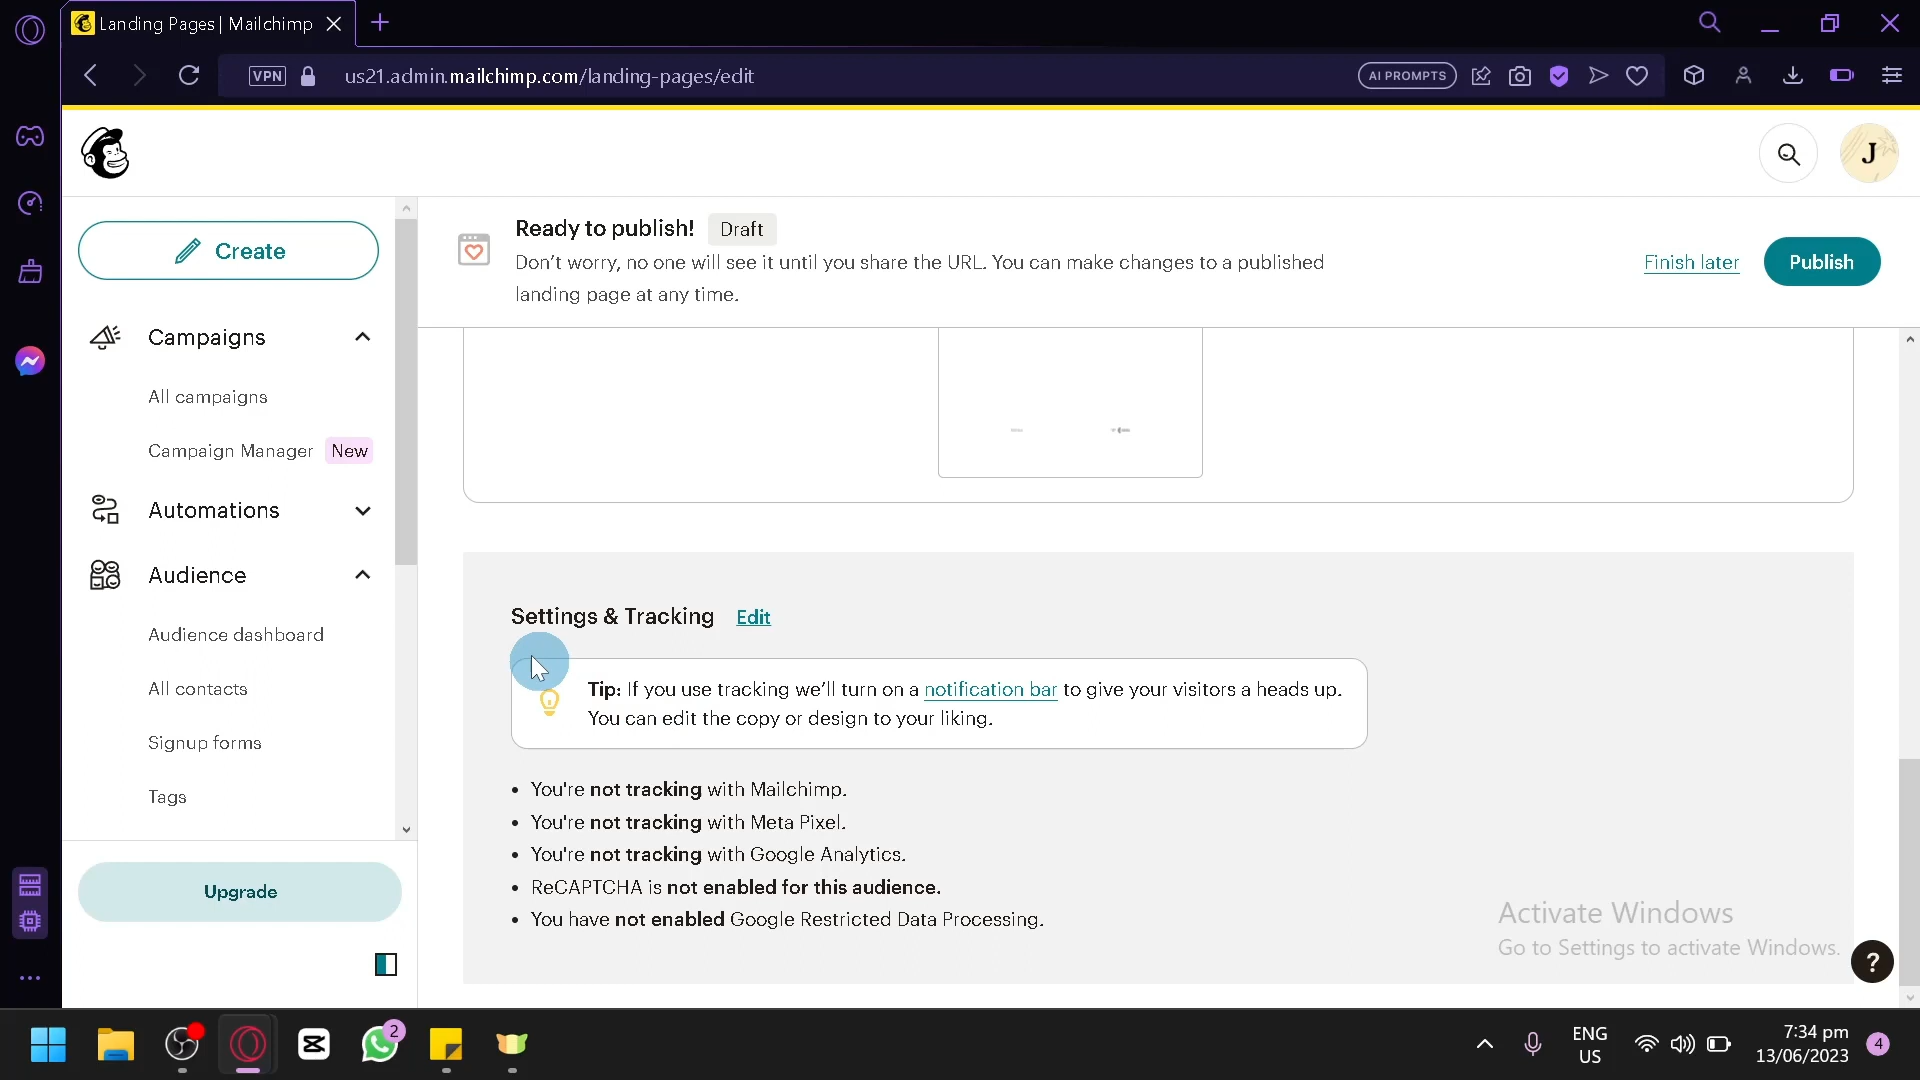 Landing Pages | Mailchimp
VPN
us21.admin.mailchimp.com/landing-pages/edit
AI PROMPTS
J
Create
Ready to publish!
Draft
Don't worry, no one will see it until you share the URL. You can make changes to a published
landing page at any time.
Finish later
Publish
Campaigns
All campaigns
Campaign Manager
New
Automations
Audience
Audience dashboard
All contacts
Signup forms
Tags
Upgrade
Settings & Tracking
Edit
Tip: If you use tracking we'll turn on a notification bar to give your visitors a heads up.
You can edit the copy or design to your liking.
• You're not tracking with Mailchimp.
• You're not tracking with Meta Pixel.
• You're not tracking with Google Analytics.
• ReCAPTCHA is not enabled for this audience.
• You have not enabled Google Restricted Data Processing.
Activate Windows
Go to Settings to activate Windows.
?
2
ENG
US
7:34 pm
13/06/2023
4